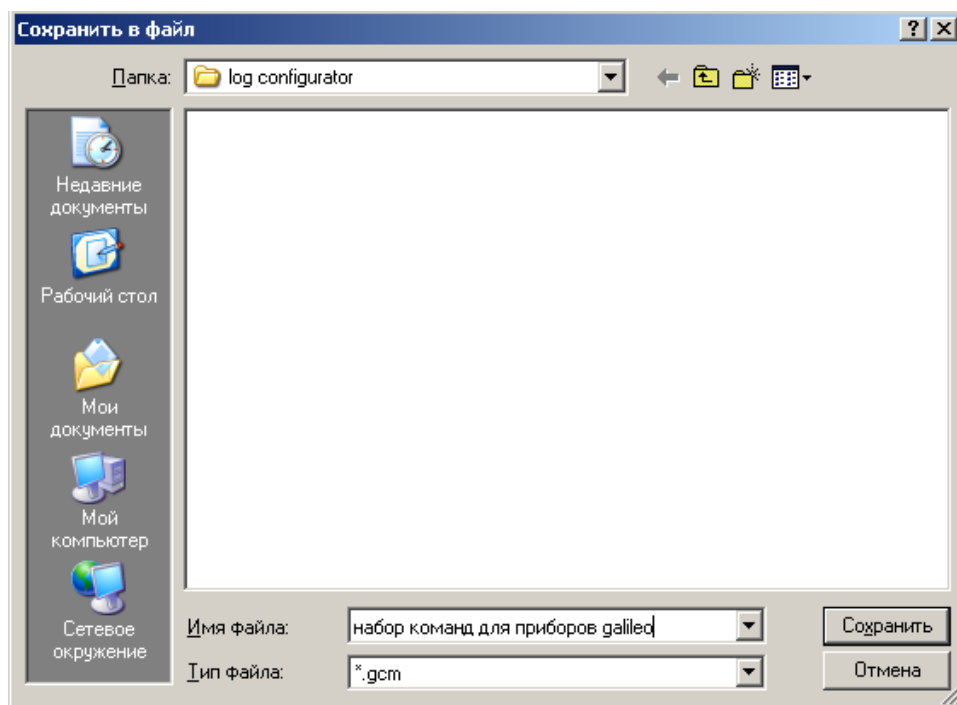 Сохранить в файл
Папка: log configurator
Недавние
документы
Рабочий стол
Мои
документы
Мой
компьютер
Сетевое
окружение
Имя файла: набор команд для приборов galileo
Сохранить
Тип файла: *.gcm
Отмена